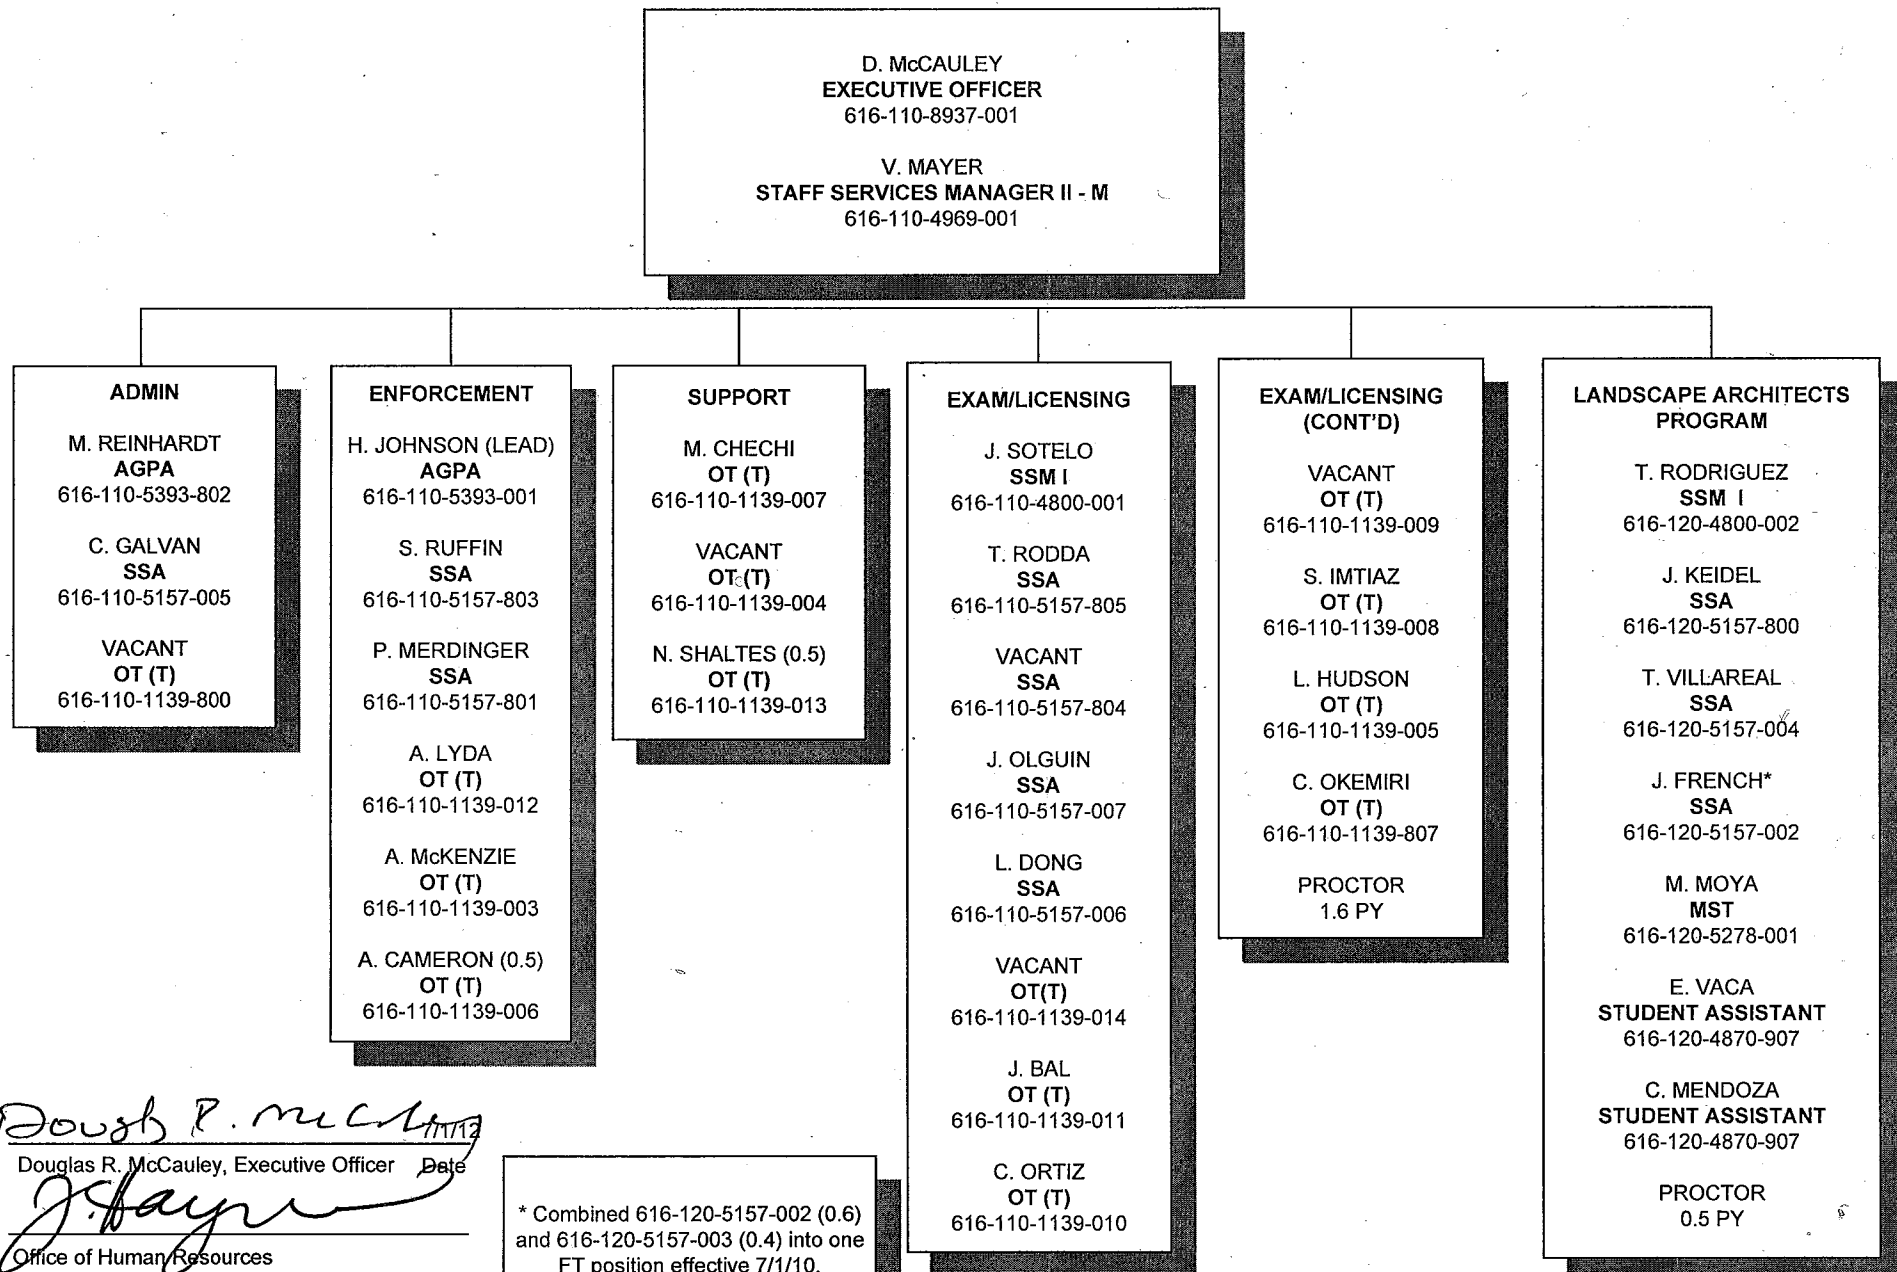 D. McCAULEY
EXECUTIVE OFFICER
616-110-8937-001
V. MAYER
STAFF SERVICES MANAGER II - M
616-110-4969-001
ADMIN
M. REINHARDT
AGPA
616-110-5393-802
C. GALVAN
SSA
616-110-5157-005
VACANT
OT (T)
616-110-1139-800
ENFORCEMENT
H. JOHNSON (LEAD)
AGPA
616-110-5393-001
S. RUFFIN
SSA
616-110-5157-803
P. MERDINGER
SSA
616-110-5157-801
A. LYDA
OT (T)
616-110-1139-012
A. McKENZIE
OT (T)
616-110-1139-003
A. CAMERON (0.5)
OT (T)
616-110-1139-006
SUPPORT
M. CHECHI
OT (T)
616-110-1139-007
VACANT
OT (T)
616-110-1139-004
N. SHALTES (0.5)
OT (T)
616-110-1139-013
EXAM/LICENSING
J. SOTELO
SSM I
616-110-4800-001
T. RODDA
SSA
616-110-5157-805
VACANT
SSA
616-110-5157-804
J. OLGUIN
SSA
616-110-5157-007
L. DONG
SSA
616-110-5157-006
VACANT
OT(T)
616-110-1139-014
J. BAL
OT (T)
616-110-1139-011
C. ORTIZ
OT (T)
616-110-1139-010
EXAM/LICENSING
(CONT'D)
VACANT
OT (T)
616-110-1139-009
S. IMTIAZ
OT (T)
616-110-1139-008
L. HUDSON
OT (T)
616-110-1139-005
C. OKEMIRI
OT (T)
616-110-1139-807
PROCTOR
1.6 PY
LANDSCAPE ARCHITECTS
PROGRAM
T. RODRIGUEZ
SSM I
616-120-4800-002
J. KEIDEL
SSA
616-120-5157-800
T. VILLAREAL
SSA
616-120-5157-004
J. FRENCH*
SSA
616-120-5157-002
M. MOYA
MST
616-120-5278-001
E. VACA
STUDENT ASSISTANT
616-120-4870-907
C. MENDOZA
STUDENT ASSISTANT
616-120-4870-907
PROCTOR
0.5 PY
7/1/12
Douglas R. McCauley, Executive Officer Date
Office of Human Resources
* Combined 616-120-5157-002 (0.6)
and 616-120-5157-003 (0.4) into one
FT position effective 7/1/10.